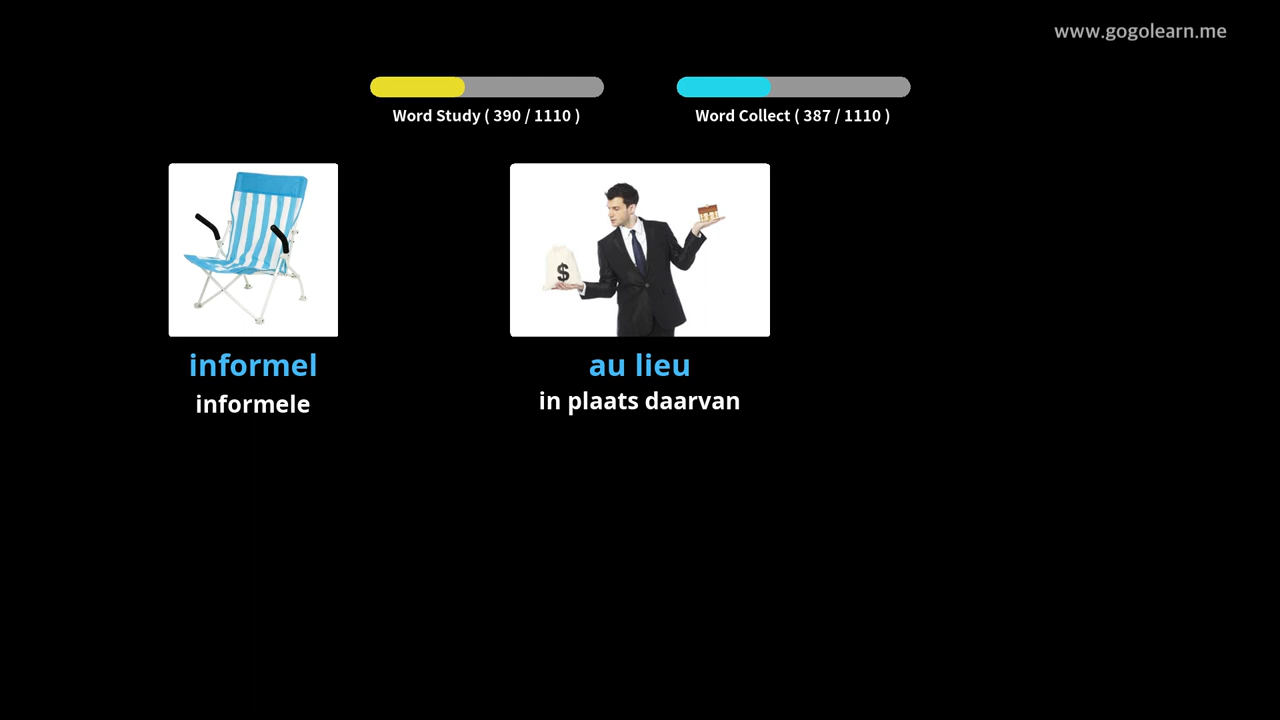 www.gogolearn.me
Word Study ( 390 / 1110 )
Word Collect ( 387 / 1110 )
$
informel
informele
au lieu
in plaats daarvan